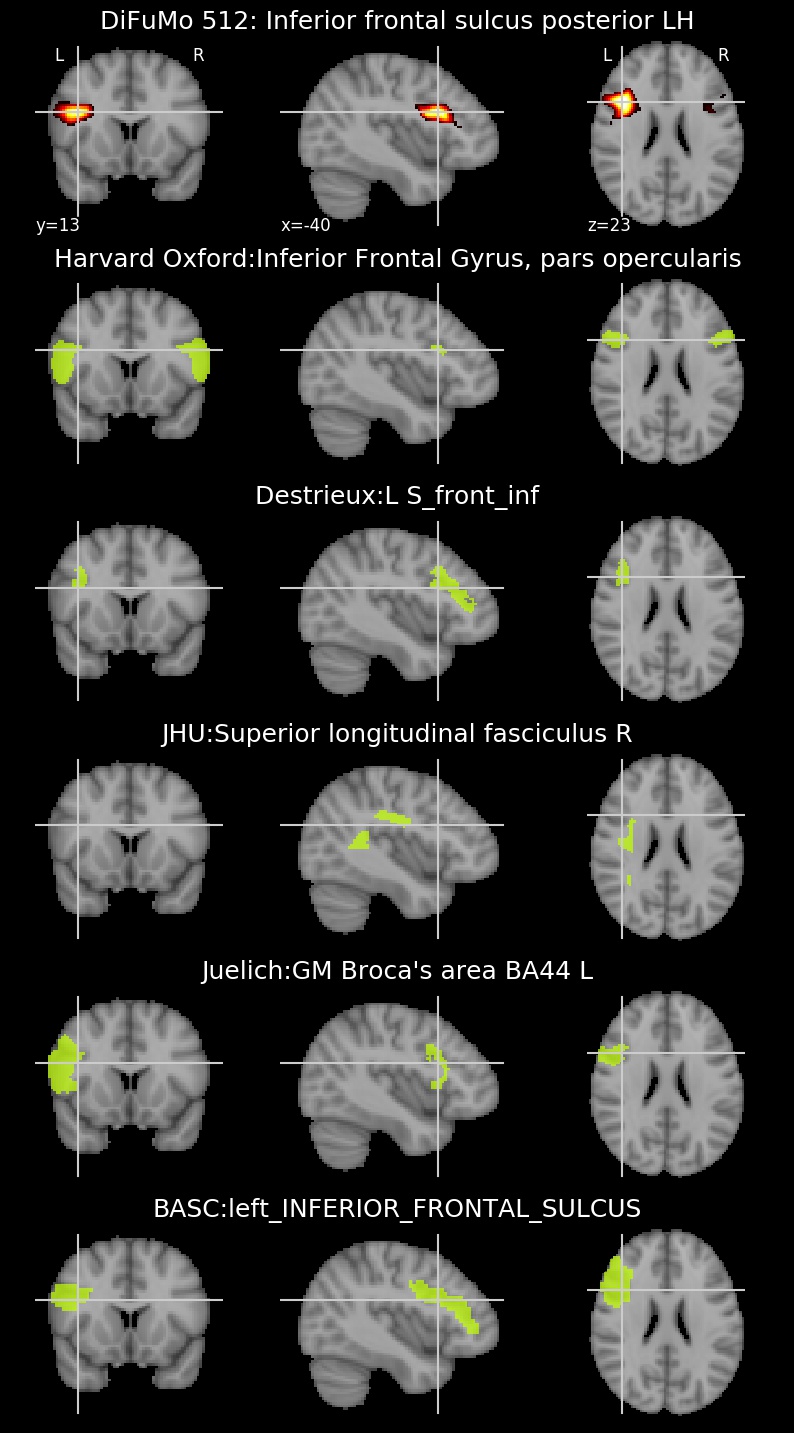 DiFuMo 512: Inferior frontal sulcus posterior LH
L R L R
y=13 x=-40 z=23
Harvard Oxford:Inferior Frontal Gyrus, pars opercularis
Destrieux:L S_front_inf
JHU:Superior longitudinal fasciculus R
Juelich:GM Broca's area BA44 L
BASC:left_INFERIOR_FRONTAL_SULCUS